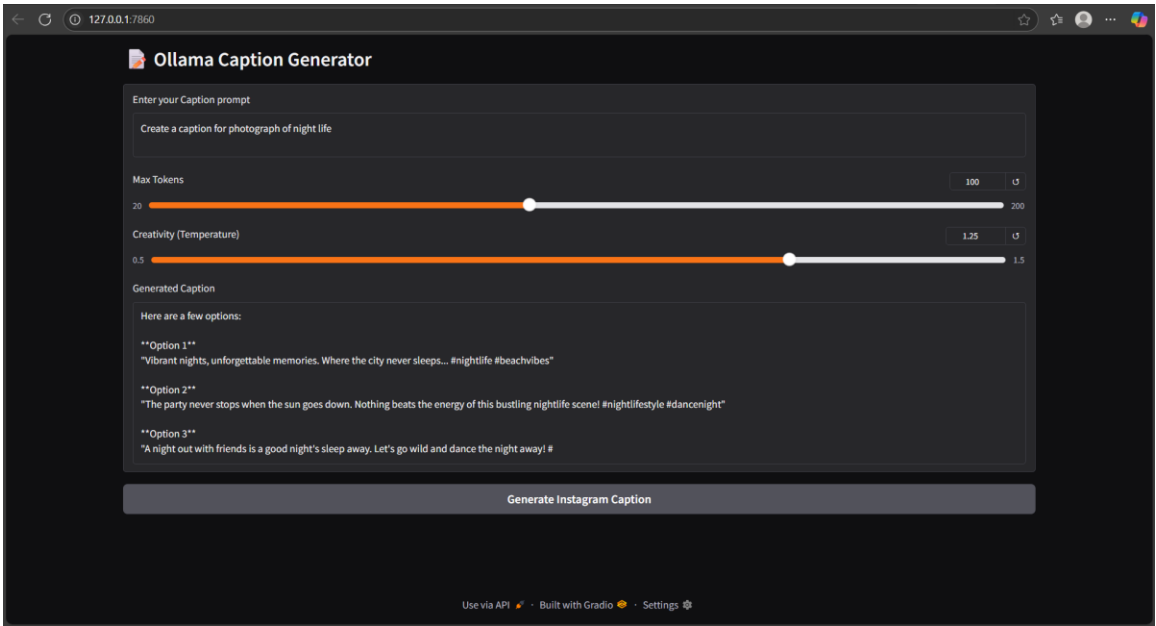 127.0.0.1:7860
📝 Ollama Caption Generator
Enter your Caption prompt
Create a caption for photograph of night life
Max Tokens
100
20
200
Creativity (Temperature)
1.25
0.5
1.5
Generated Caption
Here are a few options:
**Option 1**
"Vibrant nights, unforgettable memories. Where the city never sleeps... #nightlife #beachvibes"
**Option 2**
"The party never stops when the sun goes down. Nothing beats the energy of this bustling nightlife scene! #nightlifestyle #dancenight"
**Option 3**
"A night out with friends is a good night's sleep away. Let's go wild and dance the night away! #
Generate Instagram Caption
Use via API 🚀 · Built with Gradio · Settings ⚙